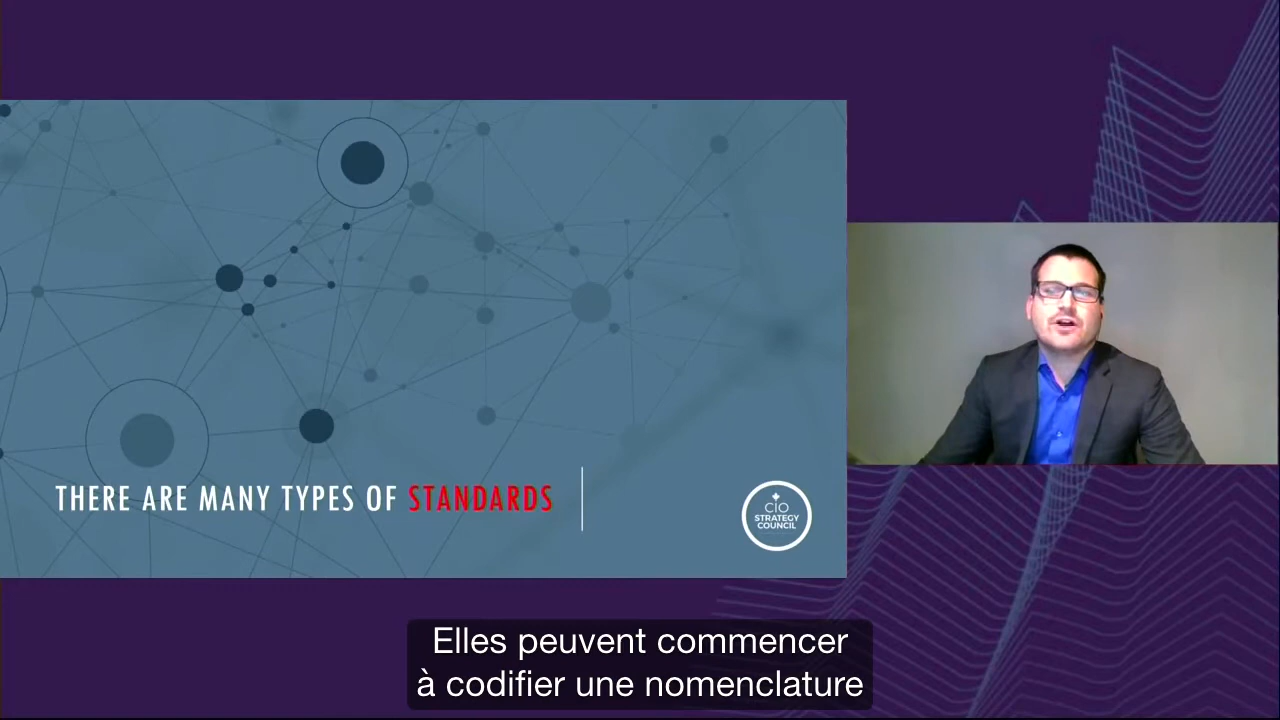 THERE ARE MANY TYPES OF STANDARDS
CIO
STRATEGY
COUNCIL
Elles peuvent commencer
à codifier une nomenclature